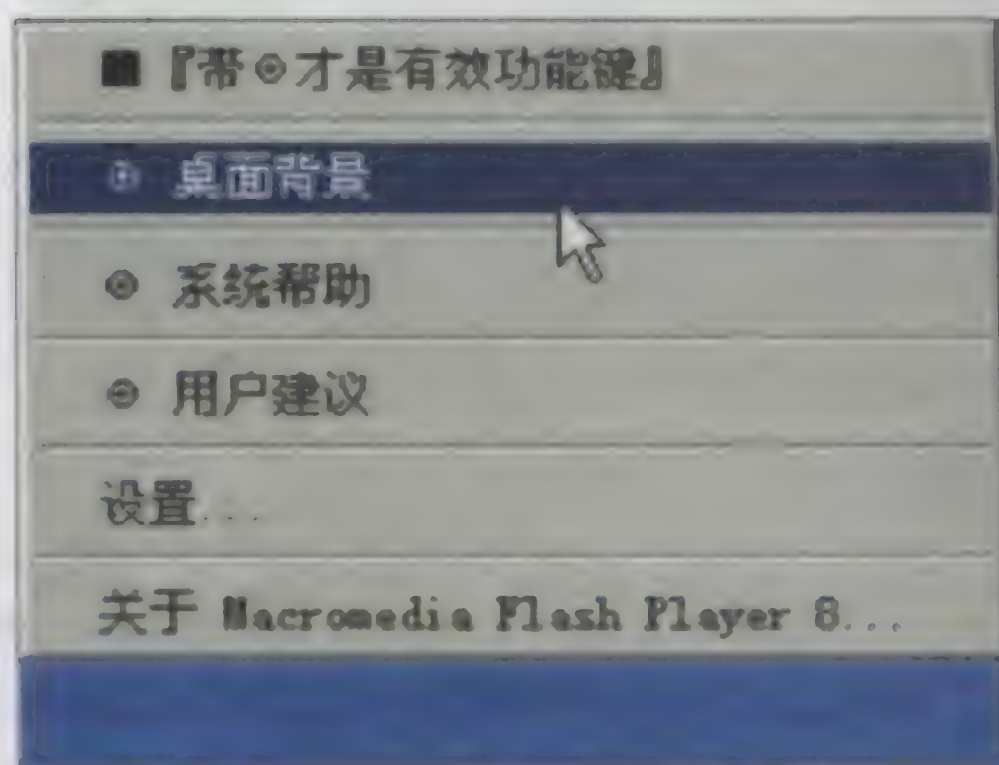 ■『带⊙才是有效功能键』
⊙ 桌面背景
⊙ 系统帮助
⊙ 用户建议
设置...
关于 Macromedia Flash Player 8...